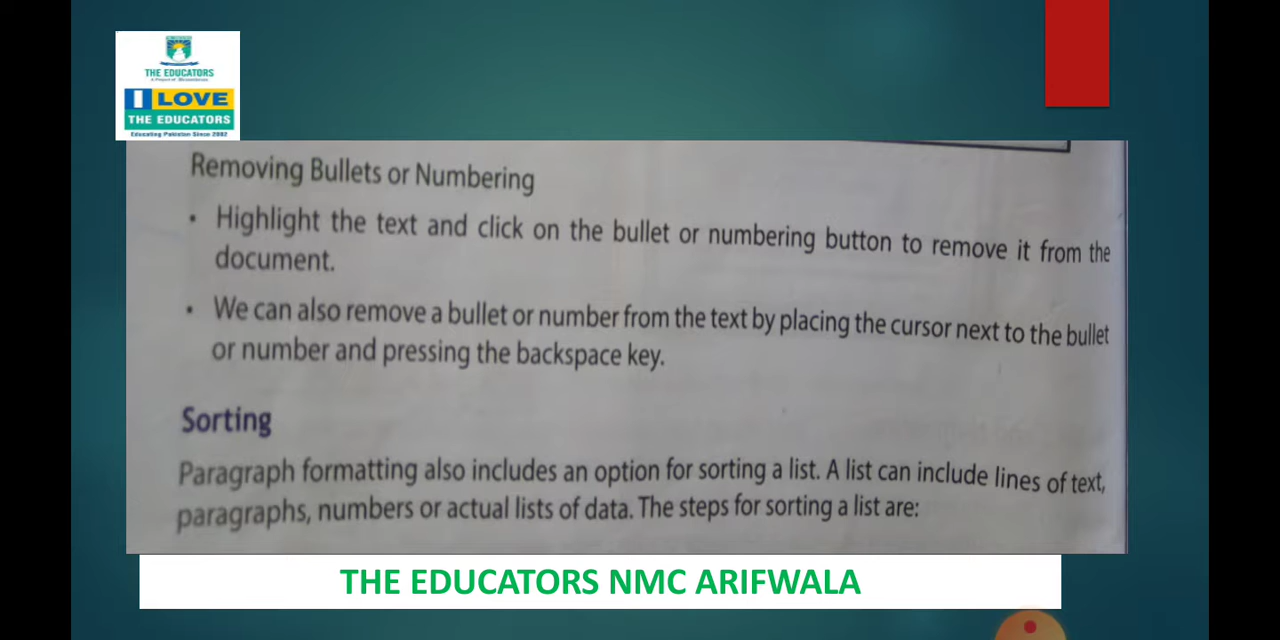 THE EDUCATORS
I LOVE
THE EDUCATORS
Educating Pakistan Since 2002
Removing Bullets or Numbering
• Highlight the text and click on the bullet or numbering button to remove it from the
document.
• We can also remove a bullet or number from the text by placing the cursor next to the bullet
or number and pressing the backspace key.
Sorting
Paragraph formatting also includes an option for sorting a list. A list can include lines of text,
paragraphs, numbers or actual lists of data. The steps for sorting a list are:
THE EDUCATORS NMC ARIFWALA